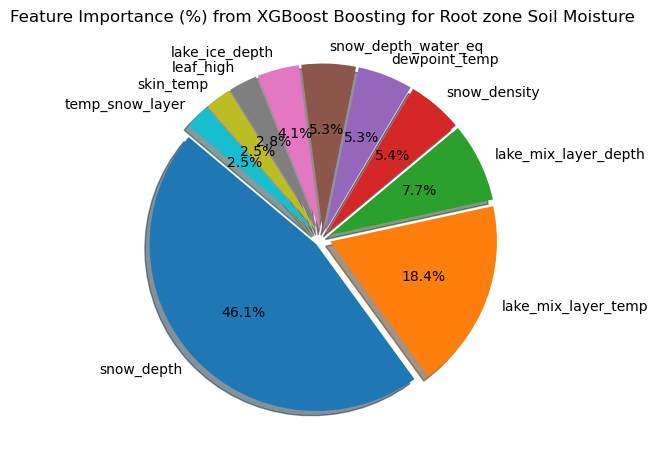 Feature Importance (%) from XGBoost Boosting for Root zone Soil Moisture
snow_depth_water_eq
lake_ice_depth
dewpoint_temp
leaf_high
skin_temp
snow_density
temp_snow_layer
5.3%
4.1%
5.3%
2.8%
2.5%
5.4%
lake_mix_layer_depth
2.5%
7.7%
18.4%
lake_mix_layer_temp
46.1%
snow_depth